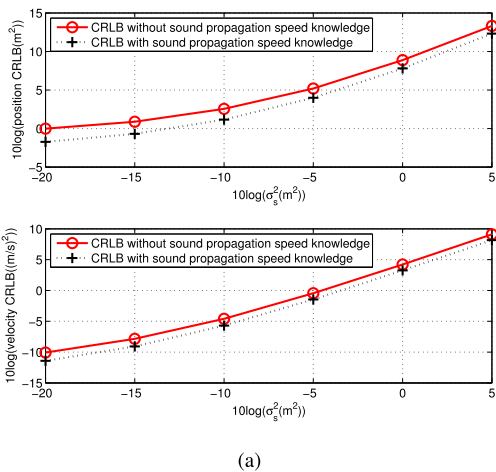 15
10
5
0
−5
10log(position CRLB(m²))
CRLB without sound propagation speed knowledge
CRLB with sound propagation speed knowledge
−20 −15 −10 −5 0 5
10log(σₛ²(m²))
10
5
0
−5
−10
−15
10log(velocity CRLB((m/s)²))
CRLB without sound propagation speed knowledge
CRLB with sound propagation speed knowledge
−20 −15 −10 −5 0 5
10log(σₛ²(m²))
(a)